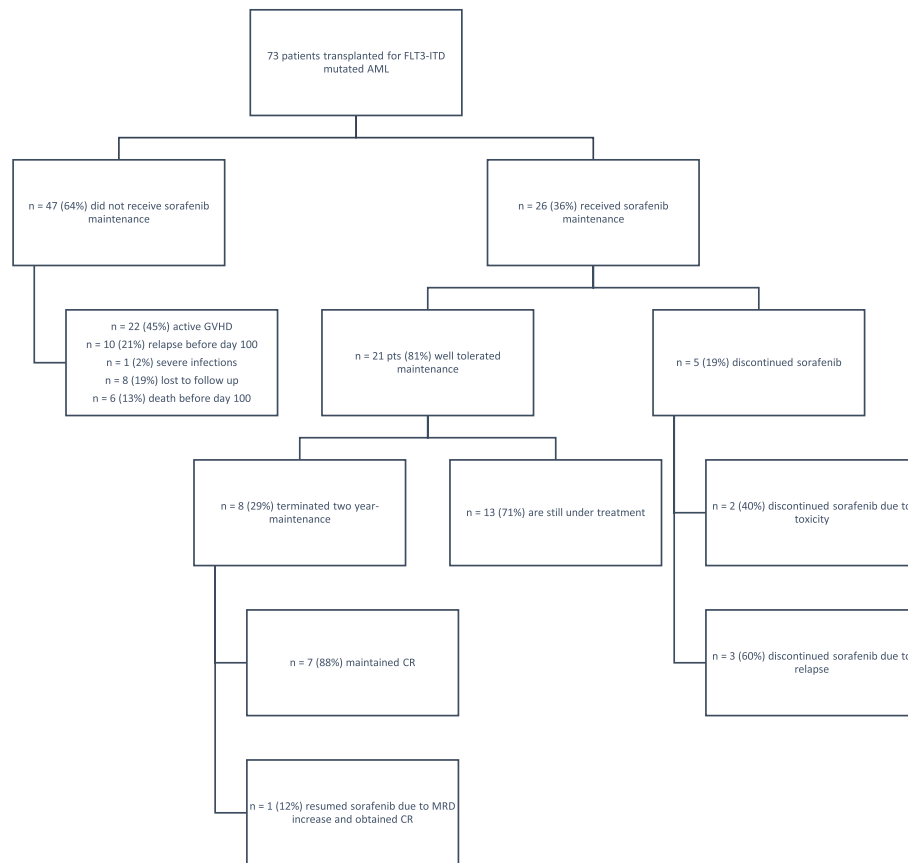 73 patients transplanted for FLT3-ITD
mutated AML
n = 47 (64%) did not receive sorafenib
maintenance
n = 26 (36%) received sorafenib
maintenance
n = 22 (45%) active GVHD
n = 10 (21%) relapse before day 100
n = 1 (2%) severe infections
n = 8 (19%) lost to follow up
n = 6 (13%) death before day 100
n = 21 pts (81%) well tolerated
maintenance
n = 5 (19%) discontinued sorafenib
n = 8 (29%) terminated two year-
maintenance
n = 13 (71%) are still under treatment
n = 2 (40%) discontinued sorafenib due to
toxicity
n = 7 (88%) maintained CR
n = 3 (60%) discontinued sorafenib due to
relapse
n = 1 (12%) resumed sorafenib due to MRD
increase and obtained CR